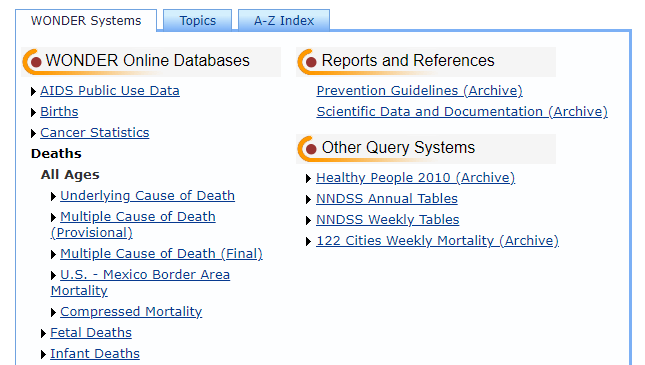 WONDER Systems
Topics
A-Z Index
WONDER Online Databases
AIDS Public Use Data
Births
Cancer Statistics
Deaths
All Ages
Underlying Cause of Death
Multiple Cause of Death
(Provisional)
Multiple Cause of Death (Final)
U.S. - Mexico Border Area
Mortality
Compressed Mortality
Fetal Deaths
Infant Deaths
Reports and References
Prevention Guidelines (Archive)
Scientific Data and Documentation (Archive)
Other Query Systems
Healthy People 2010 (Archive)
NNDSS Annual Tables
NNDSS Weekly Tables
122 Cities Weekly Mortality (Archive)